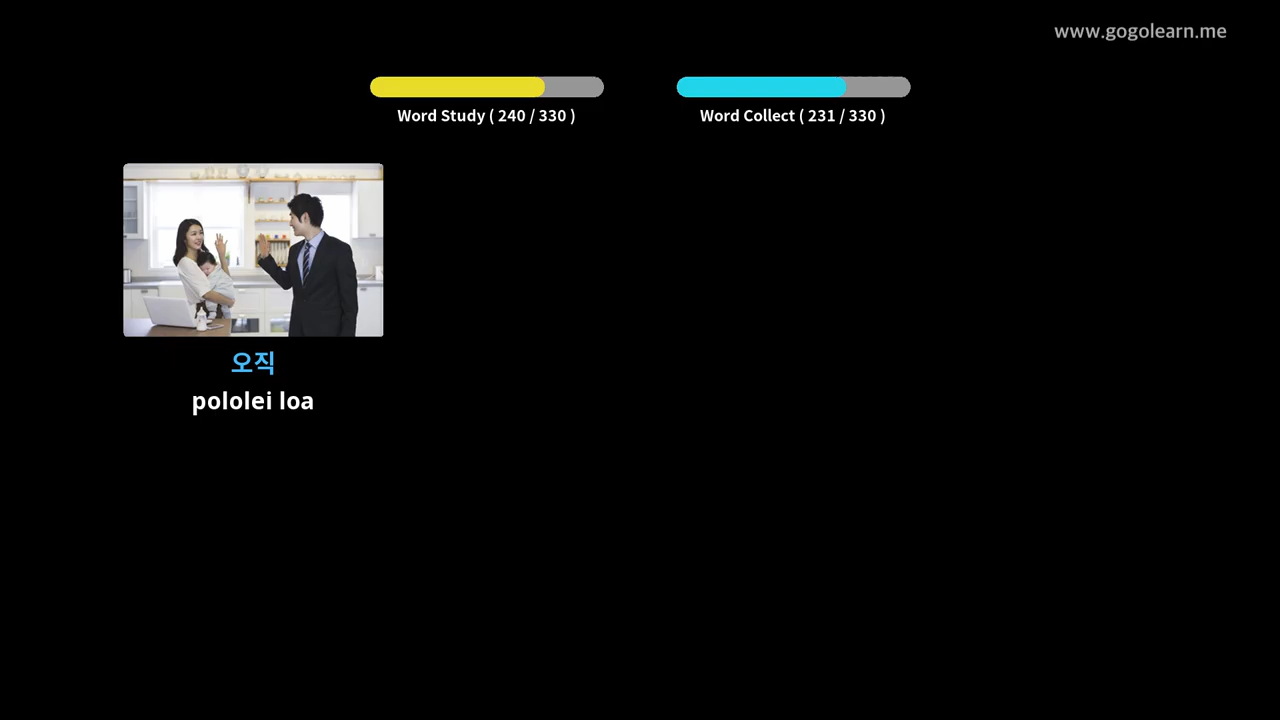 www.gogolearn.me
Word Study ( 240 / 330 )
Word Collect ( 231 / 330 )
오직
pololei loa